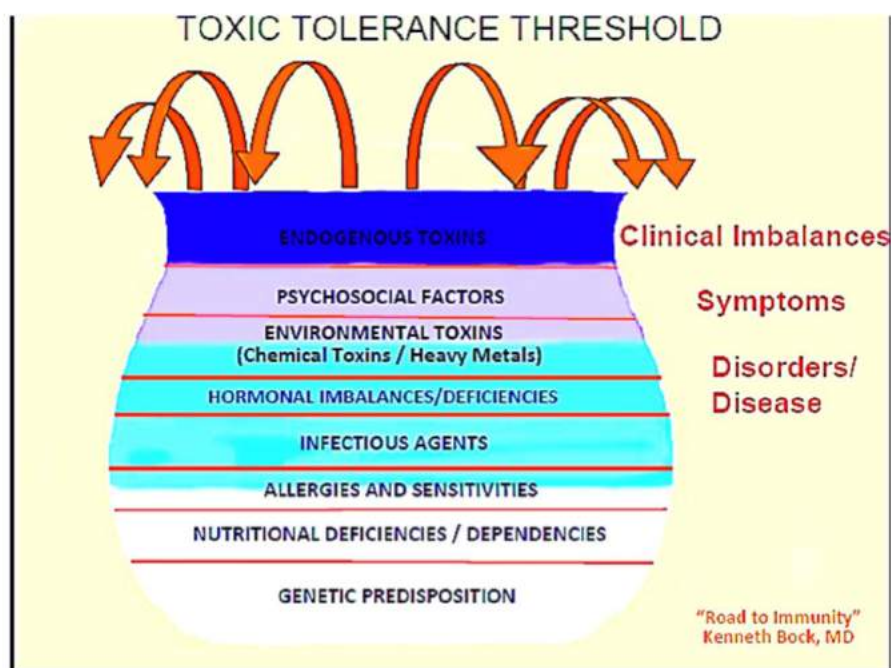 TOXIC TOLERANCE THRESHOLD
ENDOGENOUS TOXINS
Clinical Imbalances
PSYCHOSOCIAL FACTORS
Symptoms
ENVIRONMENTAL TOXINS
(Chemical Toxins / Heavy Metals)
Disorders/
Disease
HORMONAL IMBALANCES/DEFICIENCIES
INFECTIOUS AGENTS
ALLERGIES AND SENSITIVITIES
NUTRITIONAL DEFICIENCIES / DEPENDENCIES
GENETIC PREDISPOSITION
“Road to Immunity”
Kenneth Bock, MD